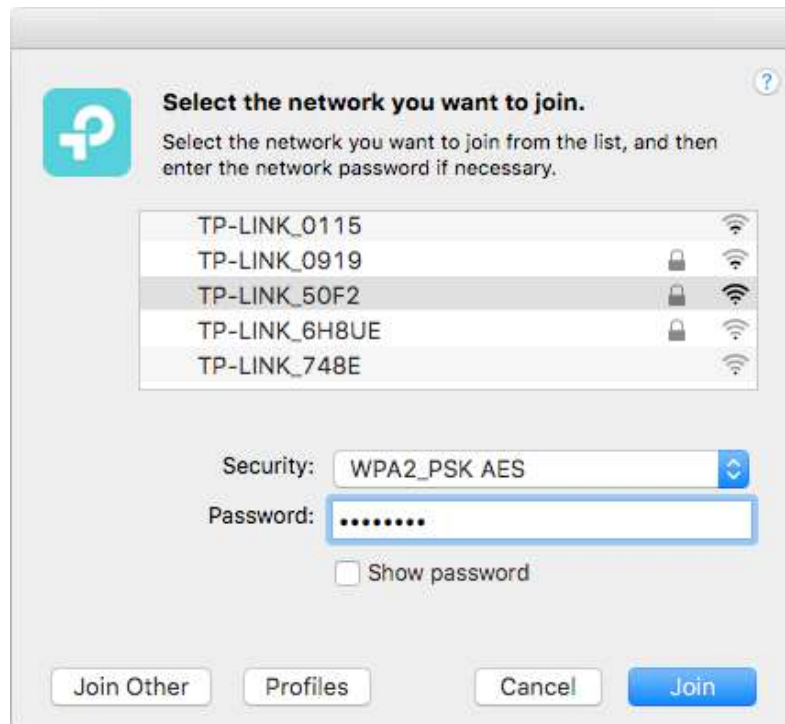 ?
Select the network you want to join.
Select the network you want to join from the list, and then
enter the network password if necessary.
TP-LINK_0115
TP-LINK_0919
TP-LINK_50F2
TP-LINK_6H8UE
TP-LINK_748E
Security: WPA2_PSK AES
Password: ••••••••
Show password
Join Other Profiles Cancel Join